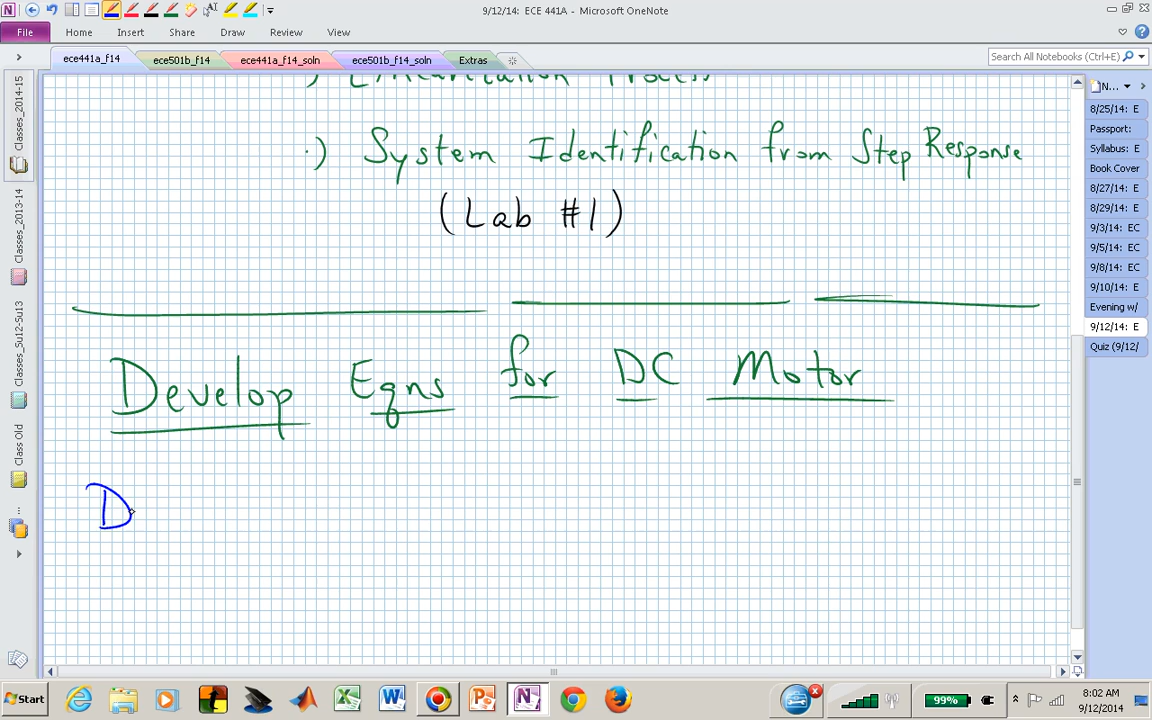 9/12/14: ECE 441A - Microsoft OneNote
File Home Insert Share Draw Review View
ece441a_f14 ece501b_f14 ece441a_f14_soln ece501b_f14_soln Extras
Search All Notebooks (Ctrl+E)
N...
Classes_2014-15
Classes_2013-14
Classes_Su12-Su13
Class Old
·) Linearization Process
·) System Identification from Step Response
(Lab #1)
Develop Eqns for DC Motor
D
8/25/14: E
Passport:
Syllabus: E
Book Cover
8/27/14: E
8/29/14: E
9/3/14: EC
9/5/14: EC
9/8/14: EC
9/10/14: E
Evening w/
9/12/14: E
Quiz (9/12/
Start
99%
8:02 AM
9/12/2014